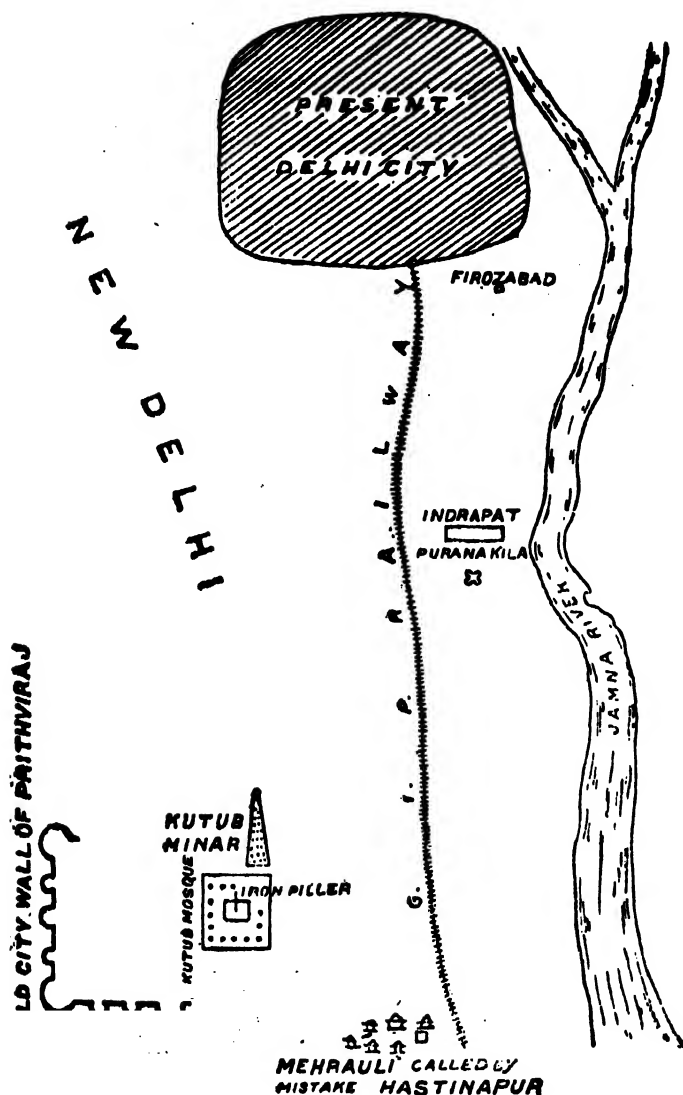 PRESENT
DELHI CITY
NEW DELHI
FIROZABAD
G. I. P. RAILWAY
INDRAPAT
PURANA KILA
JAMNA RIVER
LD CITY WALL OF PRITHVIRAJ
KUTUB
MINAR
KUTUB MOSQUE
IRON PILLER
MEHRAULI CALLED BY
MISTAKE HASTINAPUR